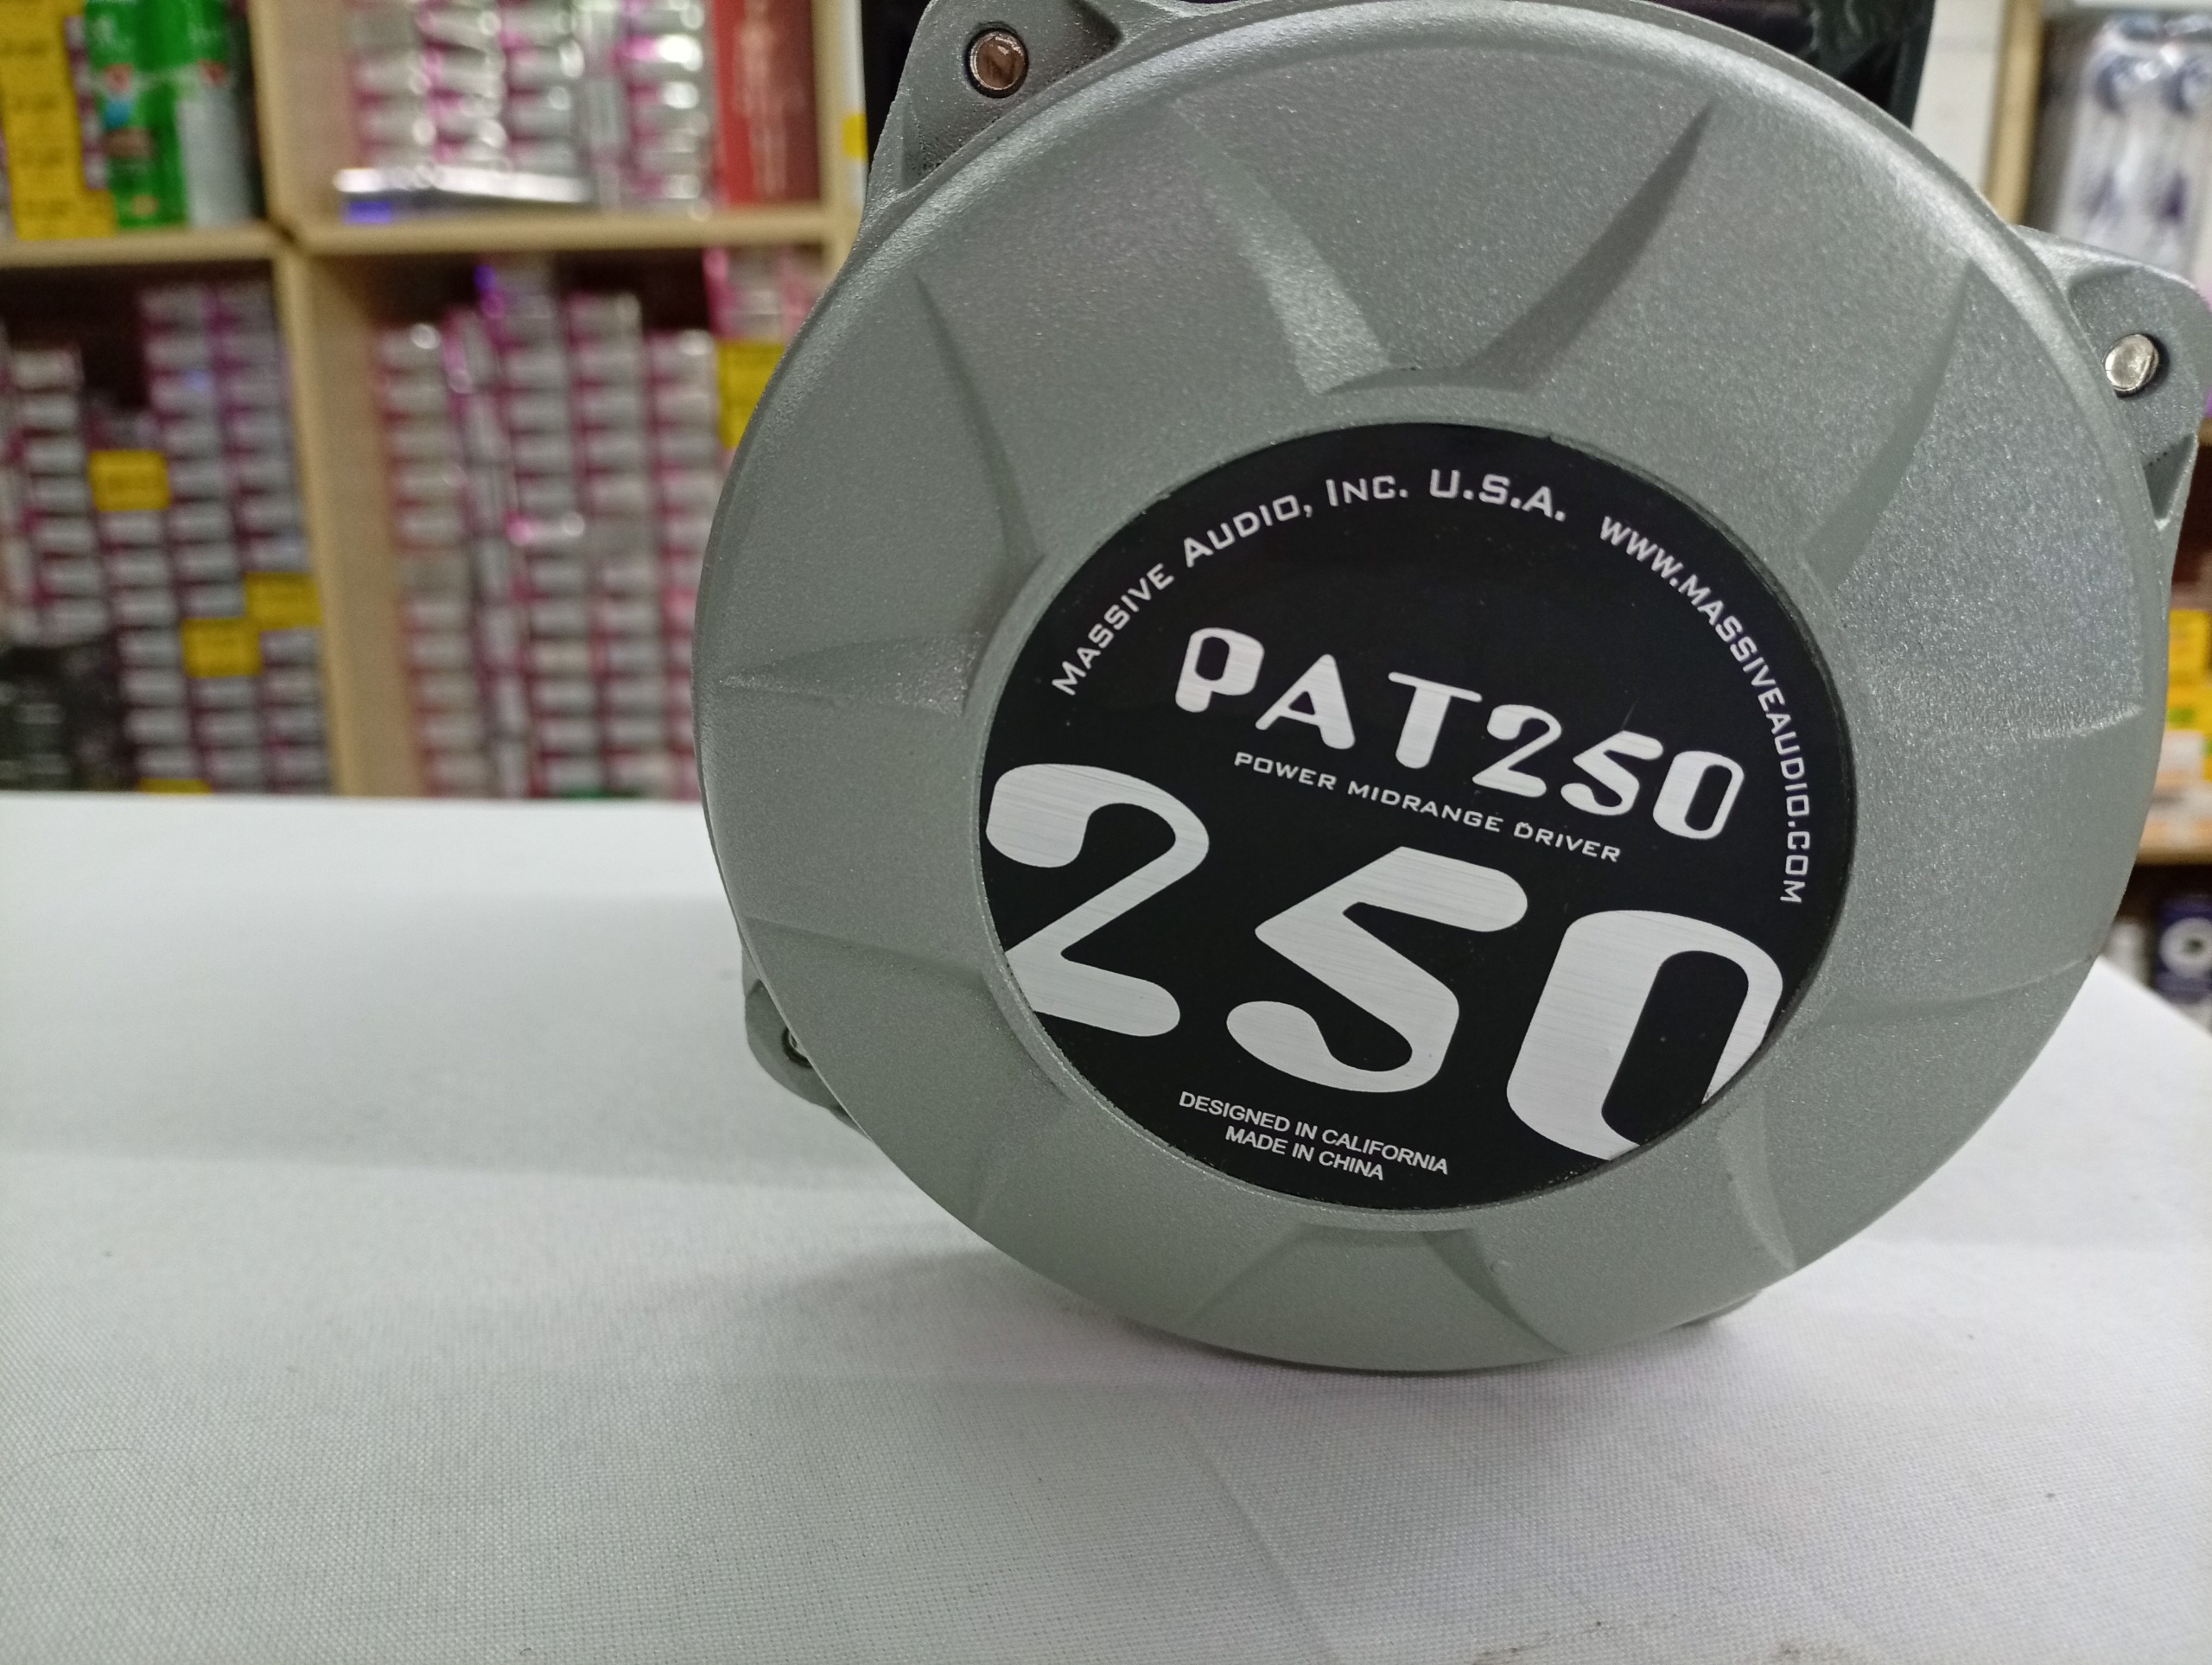 Massive Audio, Inc. U.S.A. www.massiveaudio.com
PAT250
POWER MIDRANGE DRIVER
250
DESIGNED IN CALIFORNIA
MADE IN CHINA